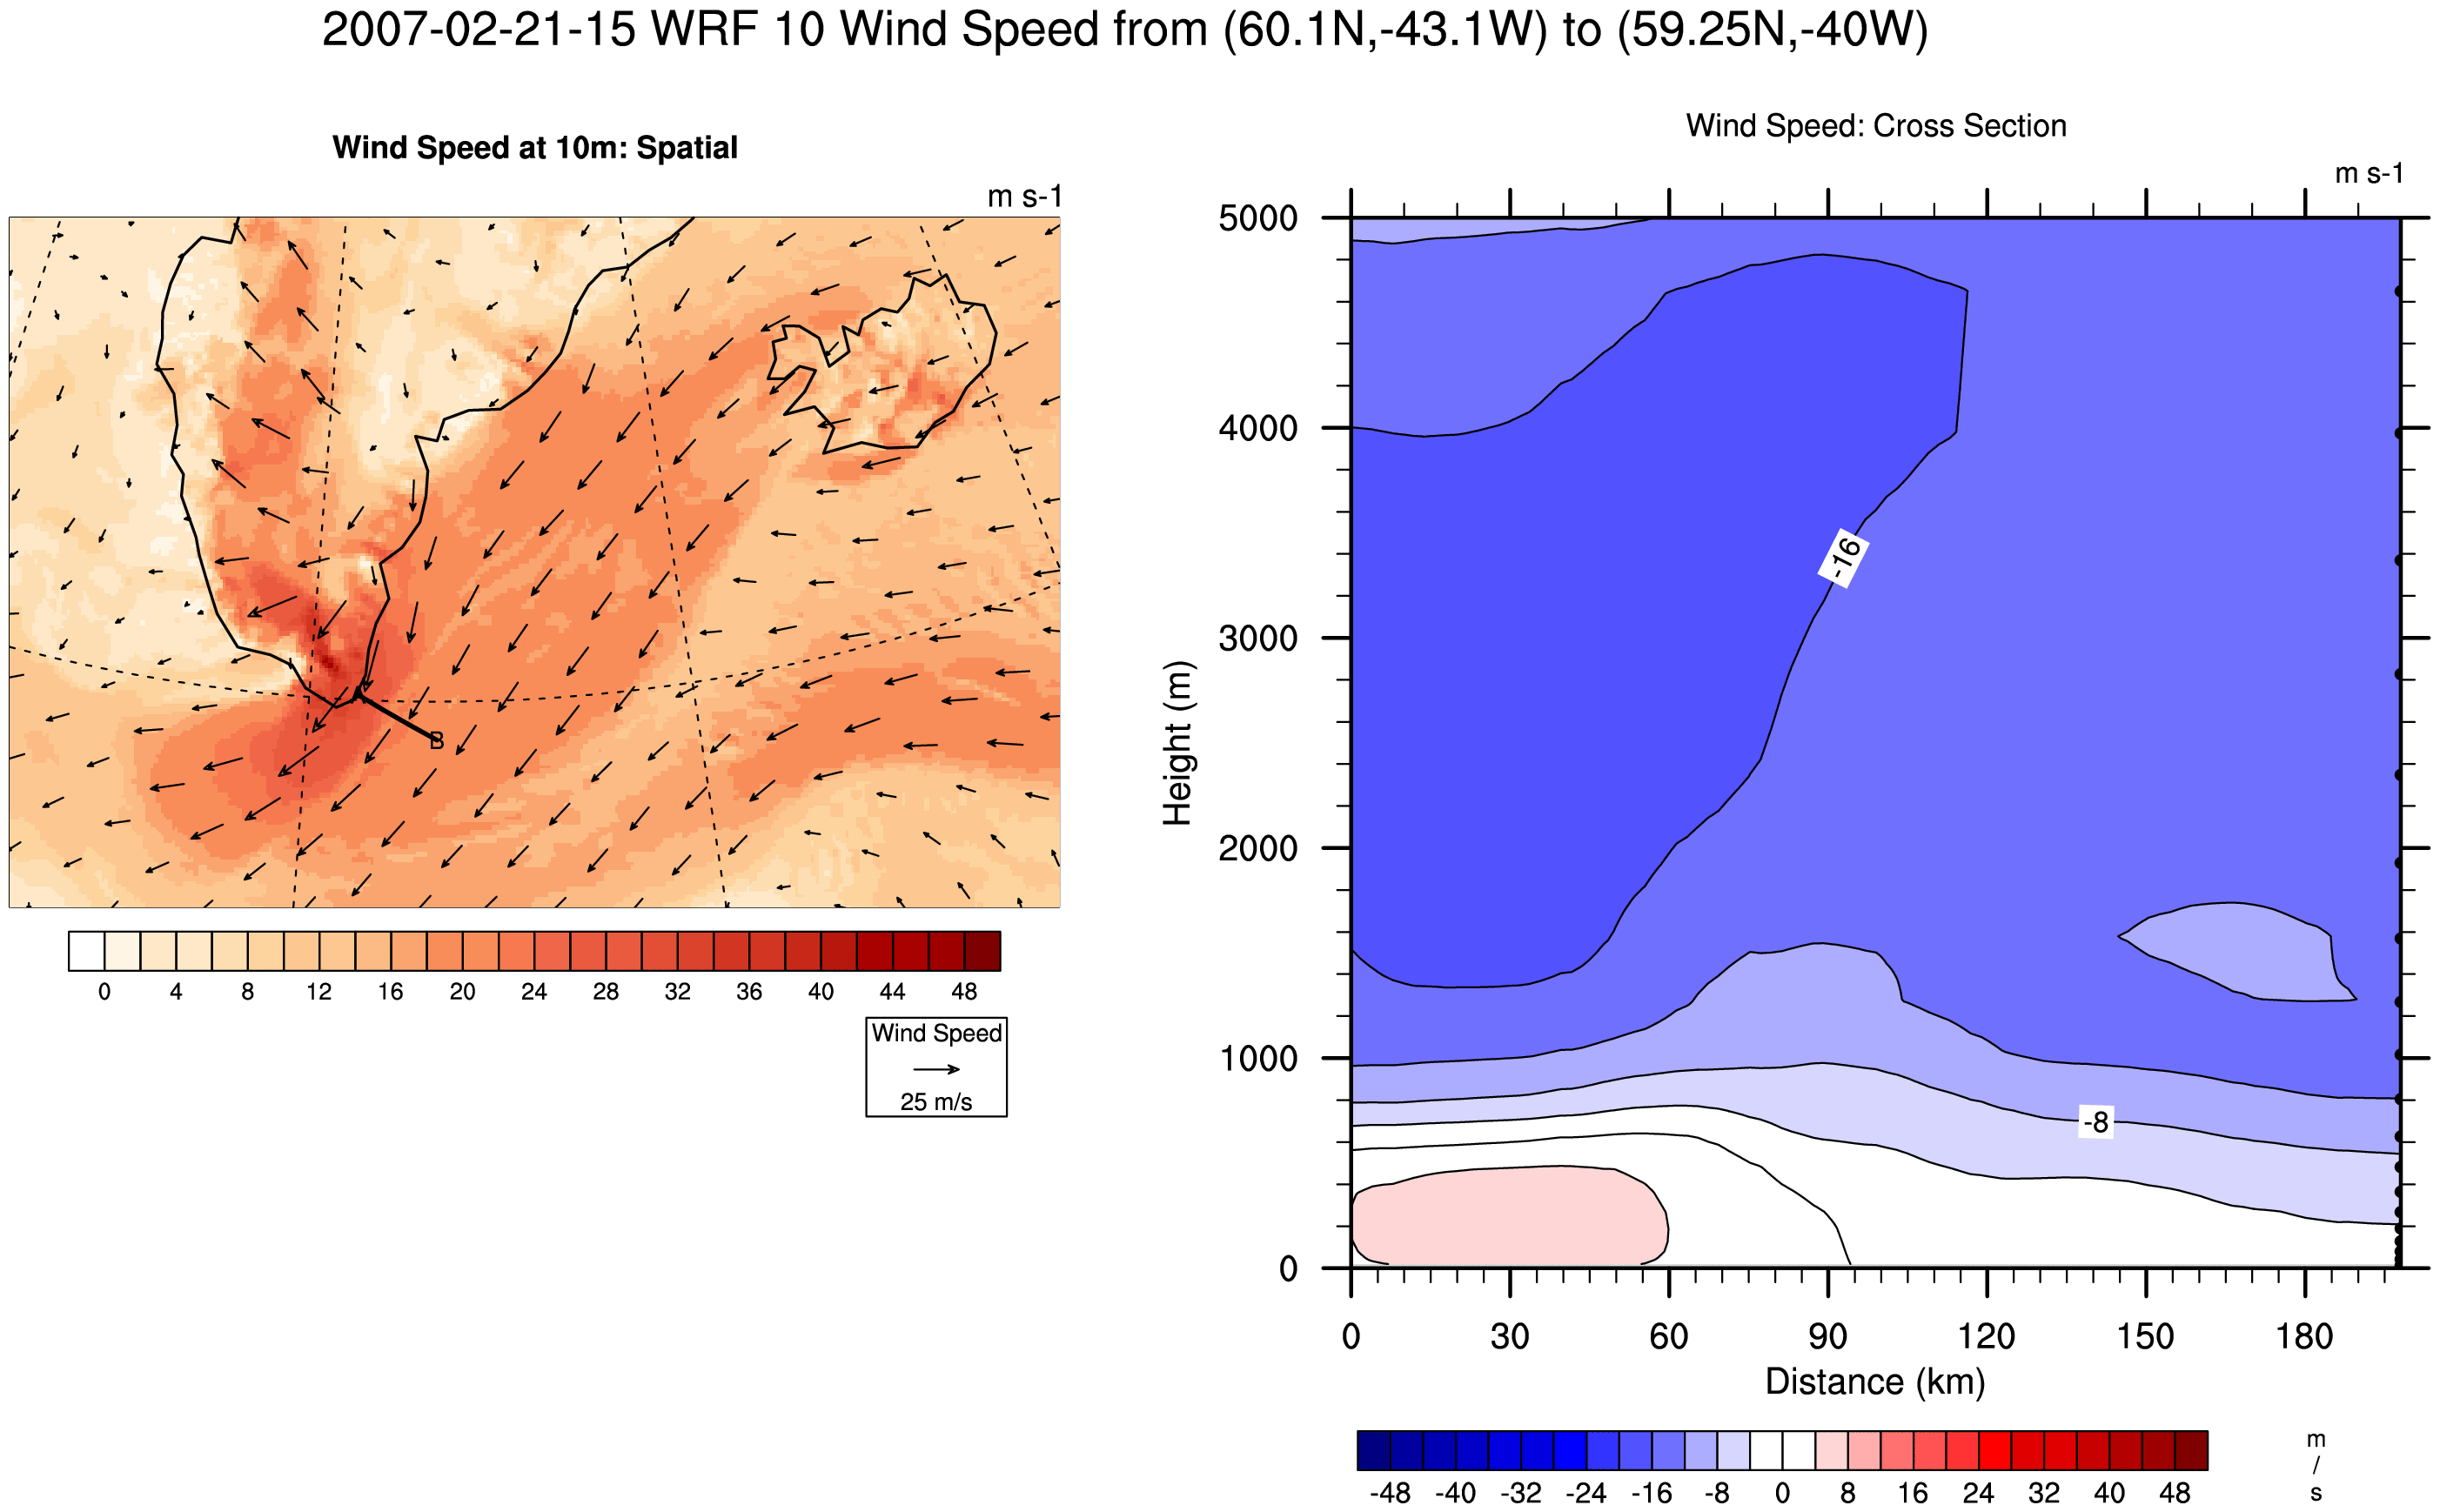 2007-02-21-15 WRF 10 Wind Speed from (60.1N,-43.1W) to (59.25N,-40W)
Wind Speed at 10m: Spatial
m s-1
B
0 4 8 12 16 20 24 28 32 36 40 44 48
Wind Speed
25 m/s
Wind Speed: Cross Section
m s-1
5000
4000
3000
2000
1000
0
Height (m)
-16
-8
0 30 60 90 120 150 180
Distance (km)
-48 -40 -32 -24 -16 -8 0 8 16 24 32 40 48
m
/
s